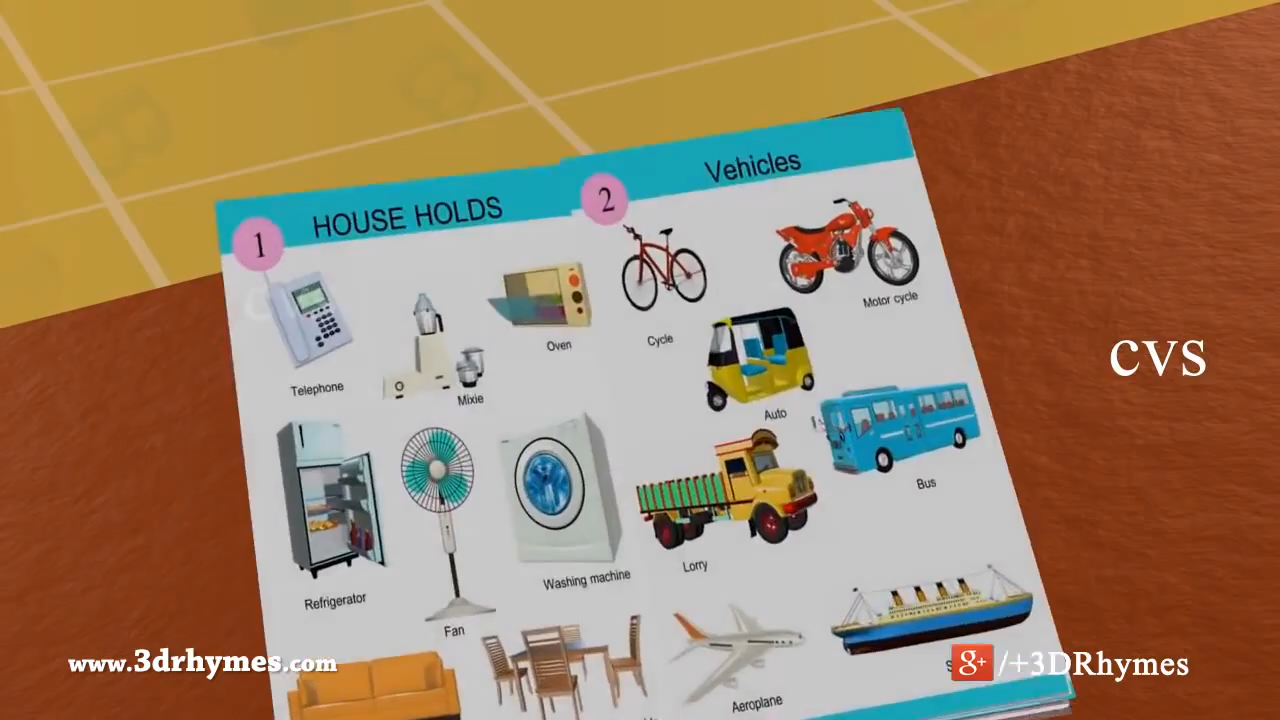 1
HOUSE HOLDS
2
Vehicles
Telephone
Mixie
Oven
Cycle
Motor cycle
Auto
Bus
Refrigerator
Fan
Washing machine
Lorry
Aeroplane
cvs
www.3drhymes.com
g+ /+3DRhymes